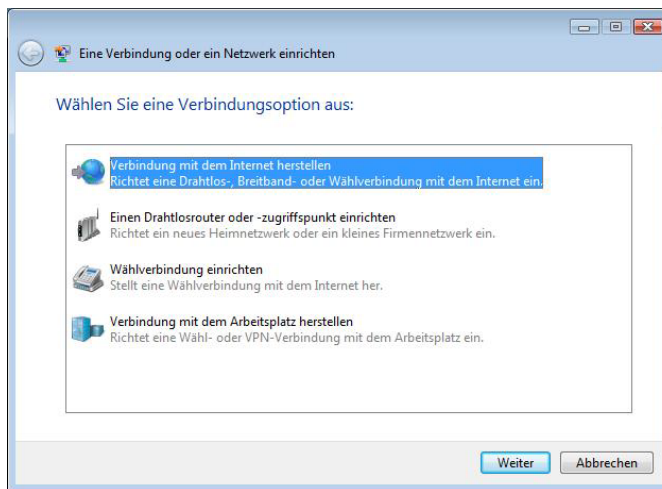 Eine Verbindung oder ein Netzwerk einrichten
Wählen Sie eine Verbindungsoption aus:
Verbindung mit dem Internet herstellen
Richtet eine Drahtlos-, Breitband- oder Wählverbindung mit dem Internet ein.
Einen Drahtlosrouter oder -zugriffspunkt einrichten
Richtet ein neues Heimnetzwerk oder ein kleines Firmennetzwerk ein.
Wählverbindung einrichten
Stellt eine Wählverbindung mit dem Internet her.
Verbindung mit dem Arbeitsplatz herstellen
Richtet eine Wähl- oder VPN-Verbindung mit dem Arbeitsplatz ein.
Weiter Abbrechen